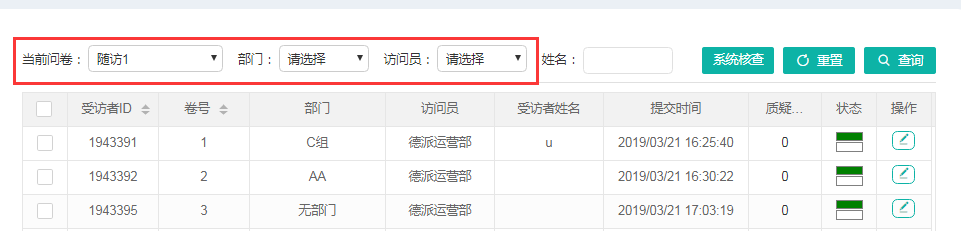 当前问卷： 随访1 部门： 请选择 访问员： 请选择 姓名： 系统核查 重置 查询
受访者ID 卷号 部门 访问员 受访者姓名 提交时间 质疑... 状态 操作
1943391 1 C组 德派运营部 u 2019/03/21 16:25:40 0
1943392 2 AA 德派运营部 2019/03/21 16:30:22 0
1943395 3 无部门 德派运营部 2019/03/21 17:03:19 0